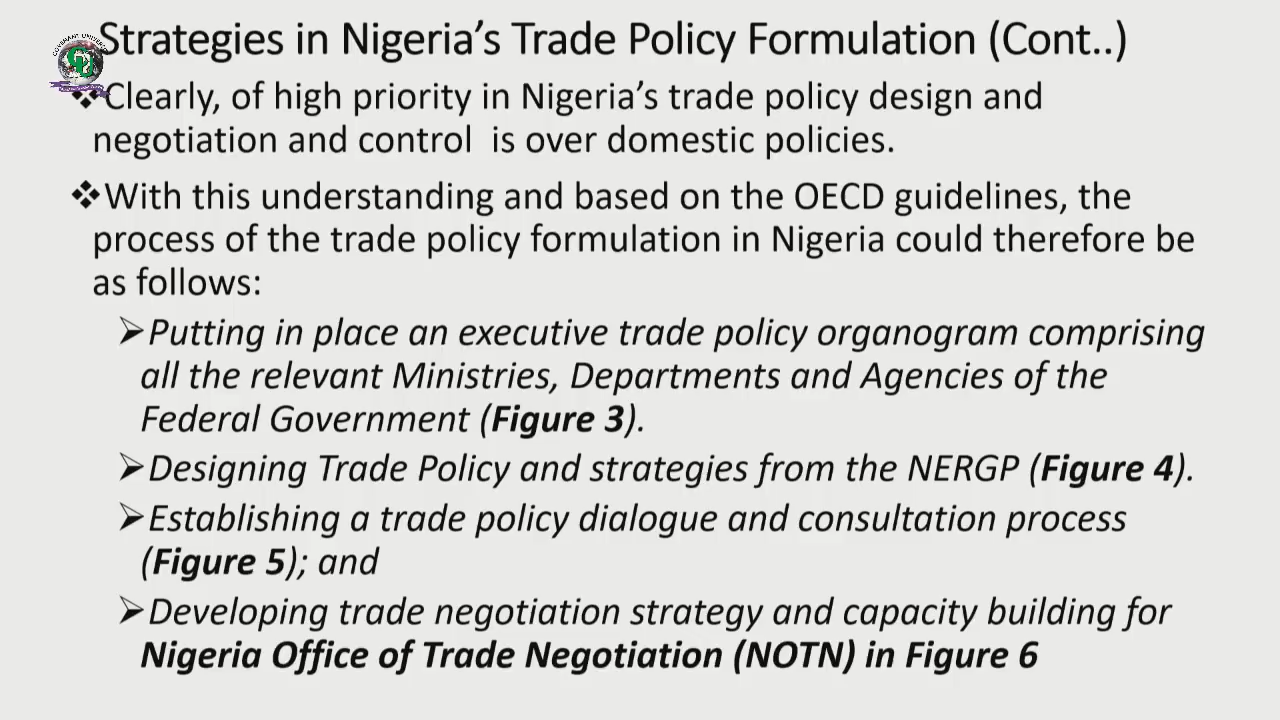 Strategies in Nigeria's Trade Policy Formulation (Cont..)
❖Clearly, of high priority in Nigeria's trade policy design and
negotiation and control is over domestic policies.
❖With this understanding and based on the OECD guidelines, the
process of the trade policy formulation in Nigeria could therefore be
as follows:
➢Putting in place an executive trade policy organogram comprising
all the relevant Ministries, Departments and Agencies of the
Federal Government (Figure 3).
➢Designing Trade Policy and strategies from the NERGP (Figure 4).
➢Establishing a trade policy dialogue and consultation process
(Figure 5); and
➢Developing trade negotiation strategy and capacity building for
Nigeria Office of Trade Negotiation (NOTN) in Figure 6